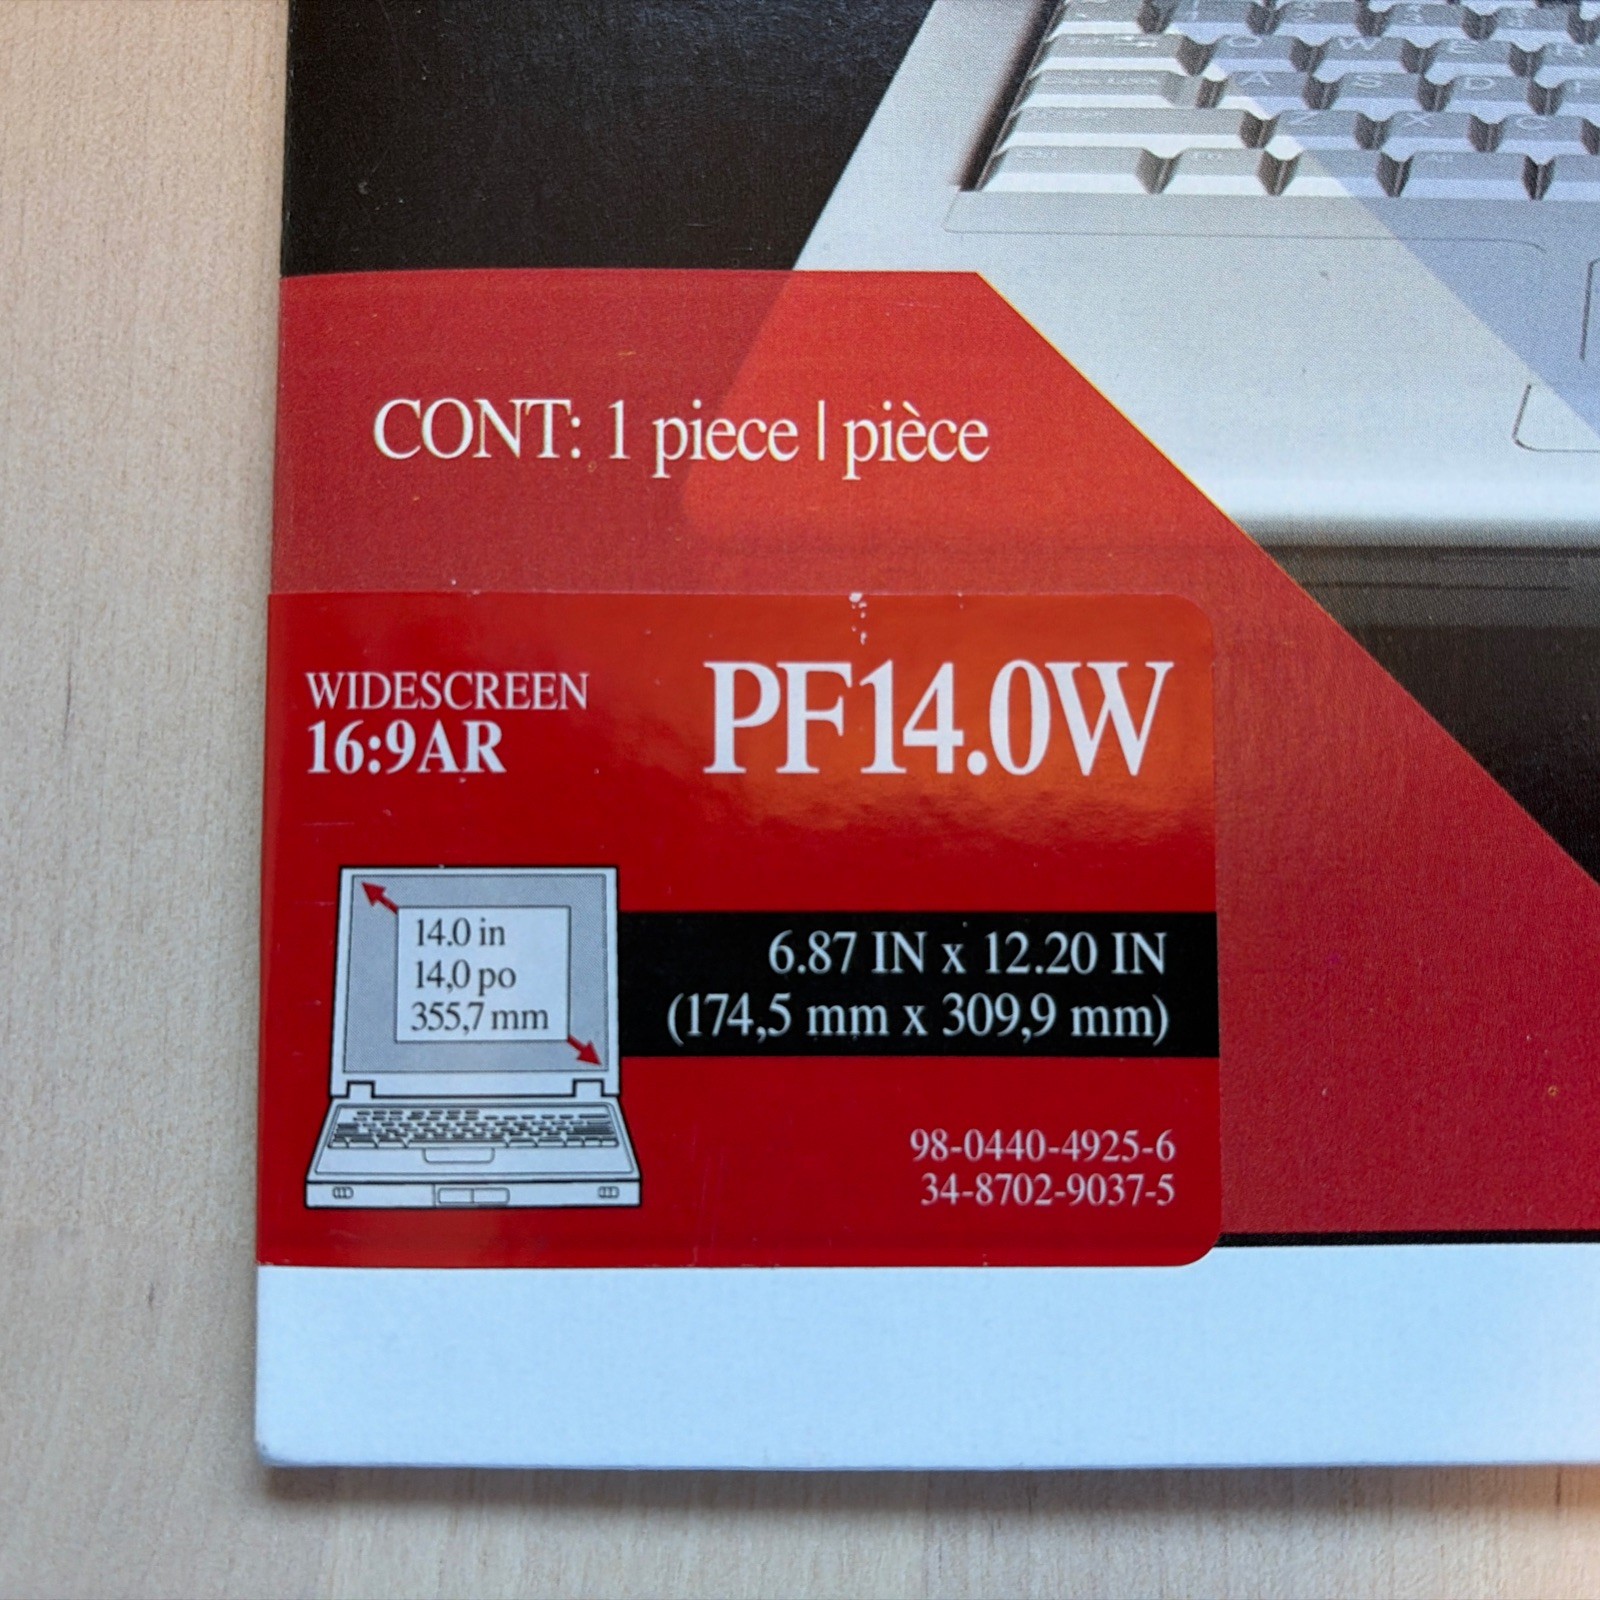 CONT: 1 piece | pièce
WIDESCREEN
16:9AR
PF14.0W
14.0 in
14,0 po
355,7 mm
6.87 IN x 12.20 IN
(174,5 mm x 309,9 mm)
98-0440-4925-6
34-8702-9037-5